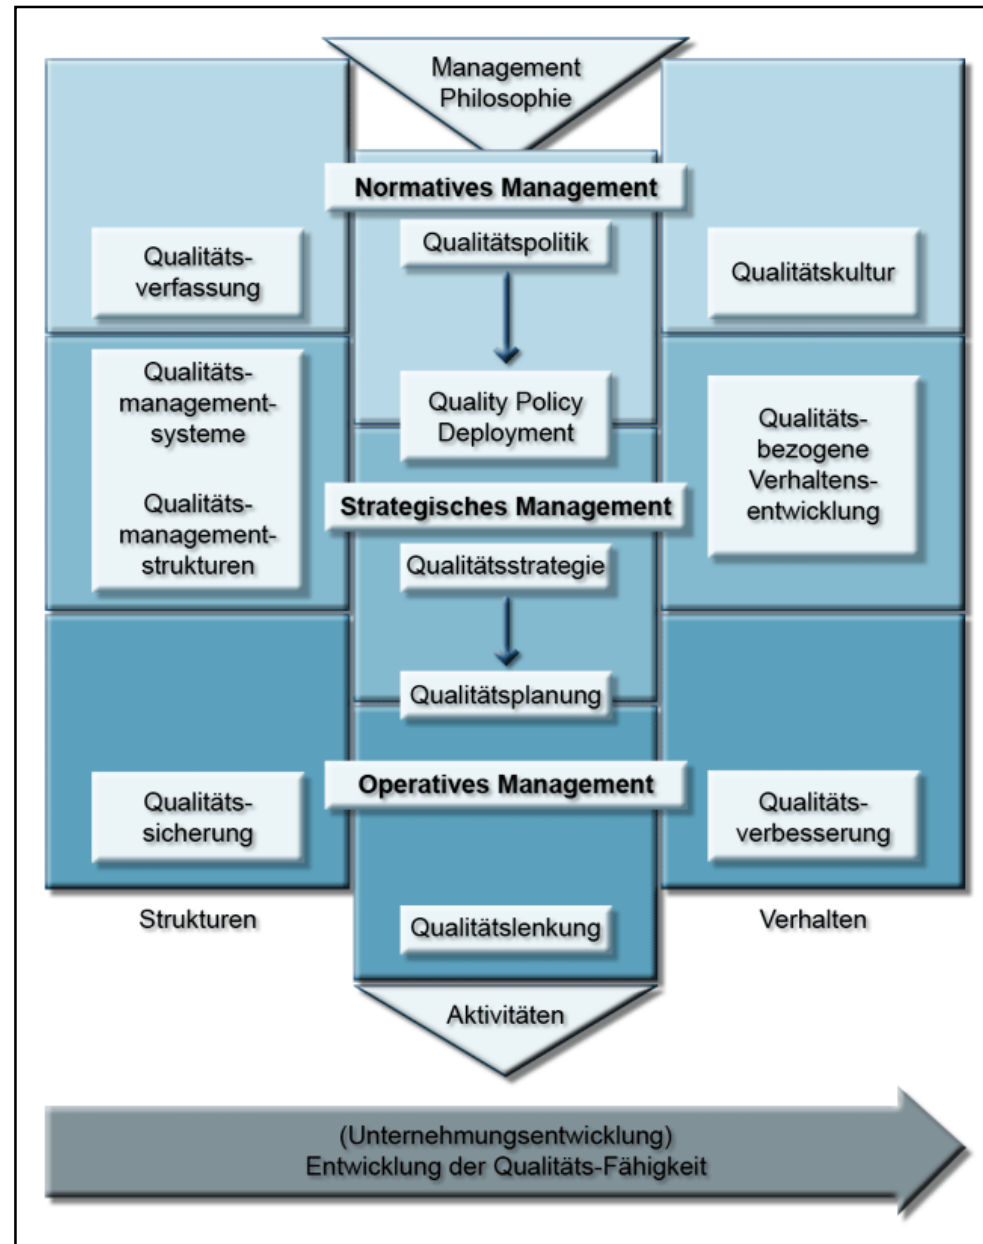 Management
Philosophie
Normatives Management
Qualitätspolitik
Qualitäts-
verfassung
Qualitätskultur
Quality Policy
Deployment
Qualitäts-
management-
systeme
Qualitäts-
management-
strukturen
Qualitäts-
bezogene
Verhaltens-
entwicklung
Strategisches Management
Qualitätsstrategie
Qualitätsplanung
Operatives Management
Qualitäts-
sicherung
Qualitäts-
verbesserung
Qualitätslenkung
Strukturen
Verhalten
Aktivitäten
(Unternehmungsentwicklung)
Entwicklung der Qualitäts-Fähigkeit